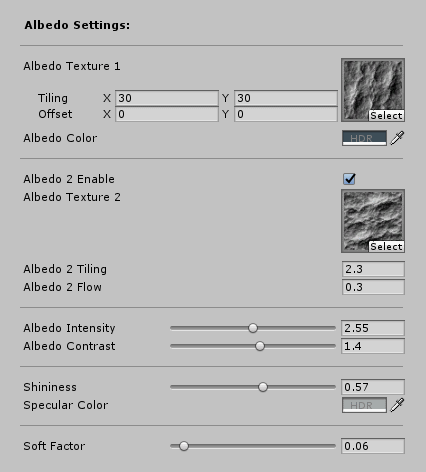 Albedo Settings:
Albedo Texture 1
Tiling X 30 Y 30
Offset X 0 Y 0
Select
Albedo Color HDR
Albedo 2 Enable
Albedo Texture 2
Select
Albedo 2 Tiling 2.3
Albedo 2 Flow 0.3
Albedo Intensity 2.55
Albedo Contrast 1.4
Shininess 0.57
Specular Color HDR
Soft Factor 0.06